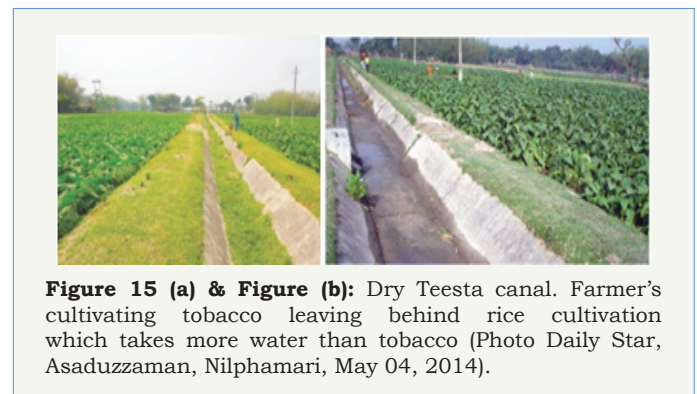 Figure 15 (a) & Figure (b): Dry Teesta canal. Farmer's
cultivating tobacco leaving behind rice cultivation
which takes more water than tobacco (Photo Daily Star,
Asaduzzaman, Nilphamari, May 04, 2014).